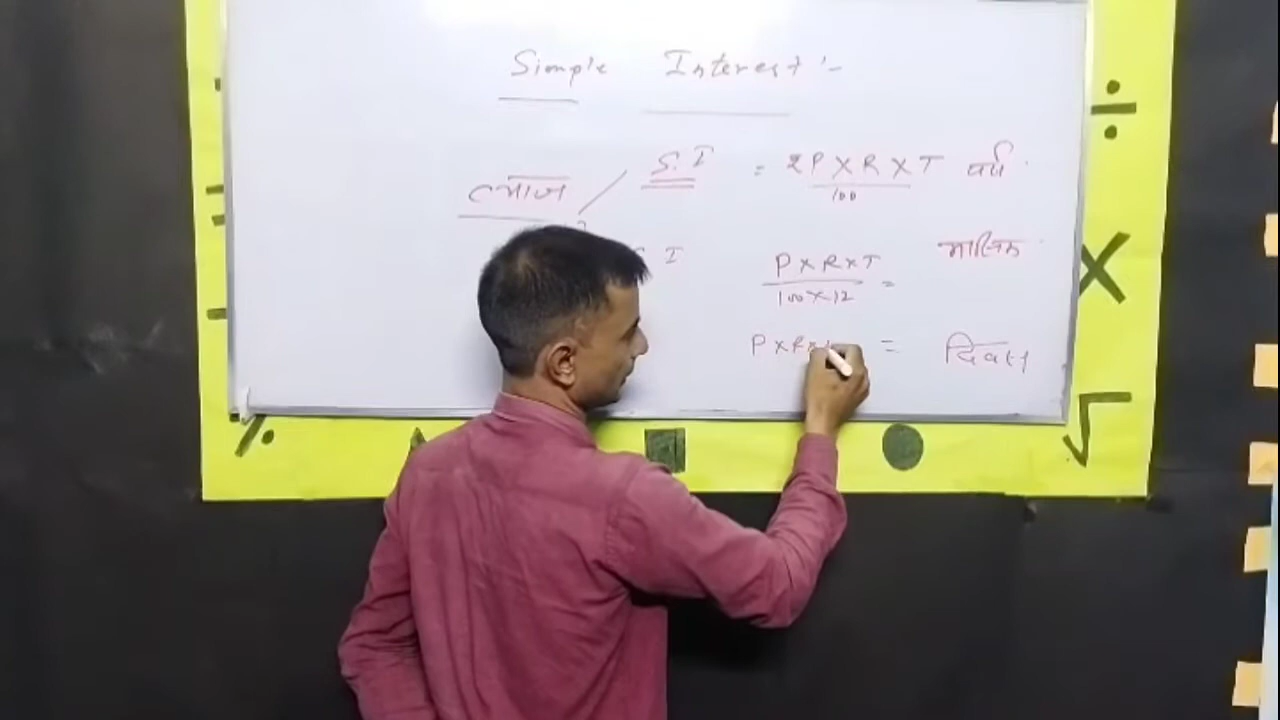 Simple Interest :-
ब्याज / S.I = P X R X T वर्ष
100
I P X R X T = मासिक
100 X 12
P X R X = दिवस